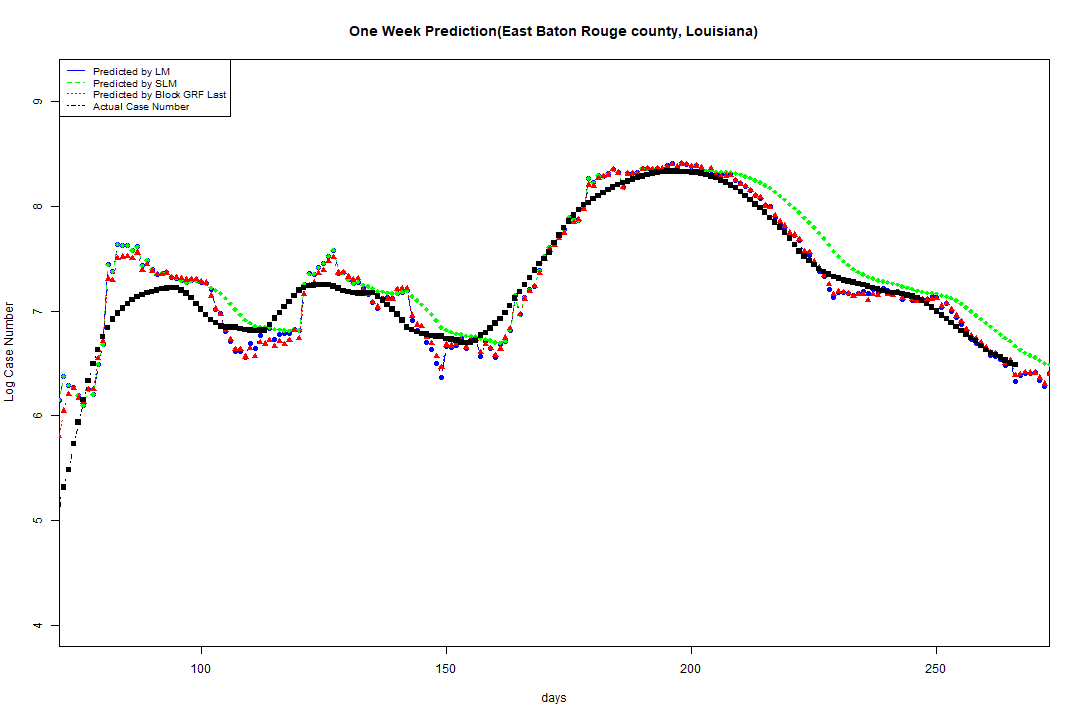 One Week Prediction(East Baton Rouge county, Louisiana)
Predicted by LM
Predicted by SLM
Predicted by Block GRF Last
Actual Case Number
Log Case Number
9
8
7
6
5
4
100
150
200
250
days